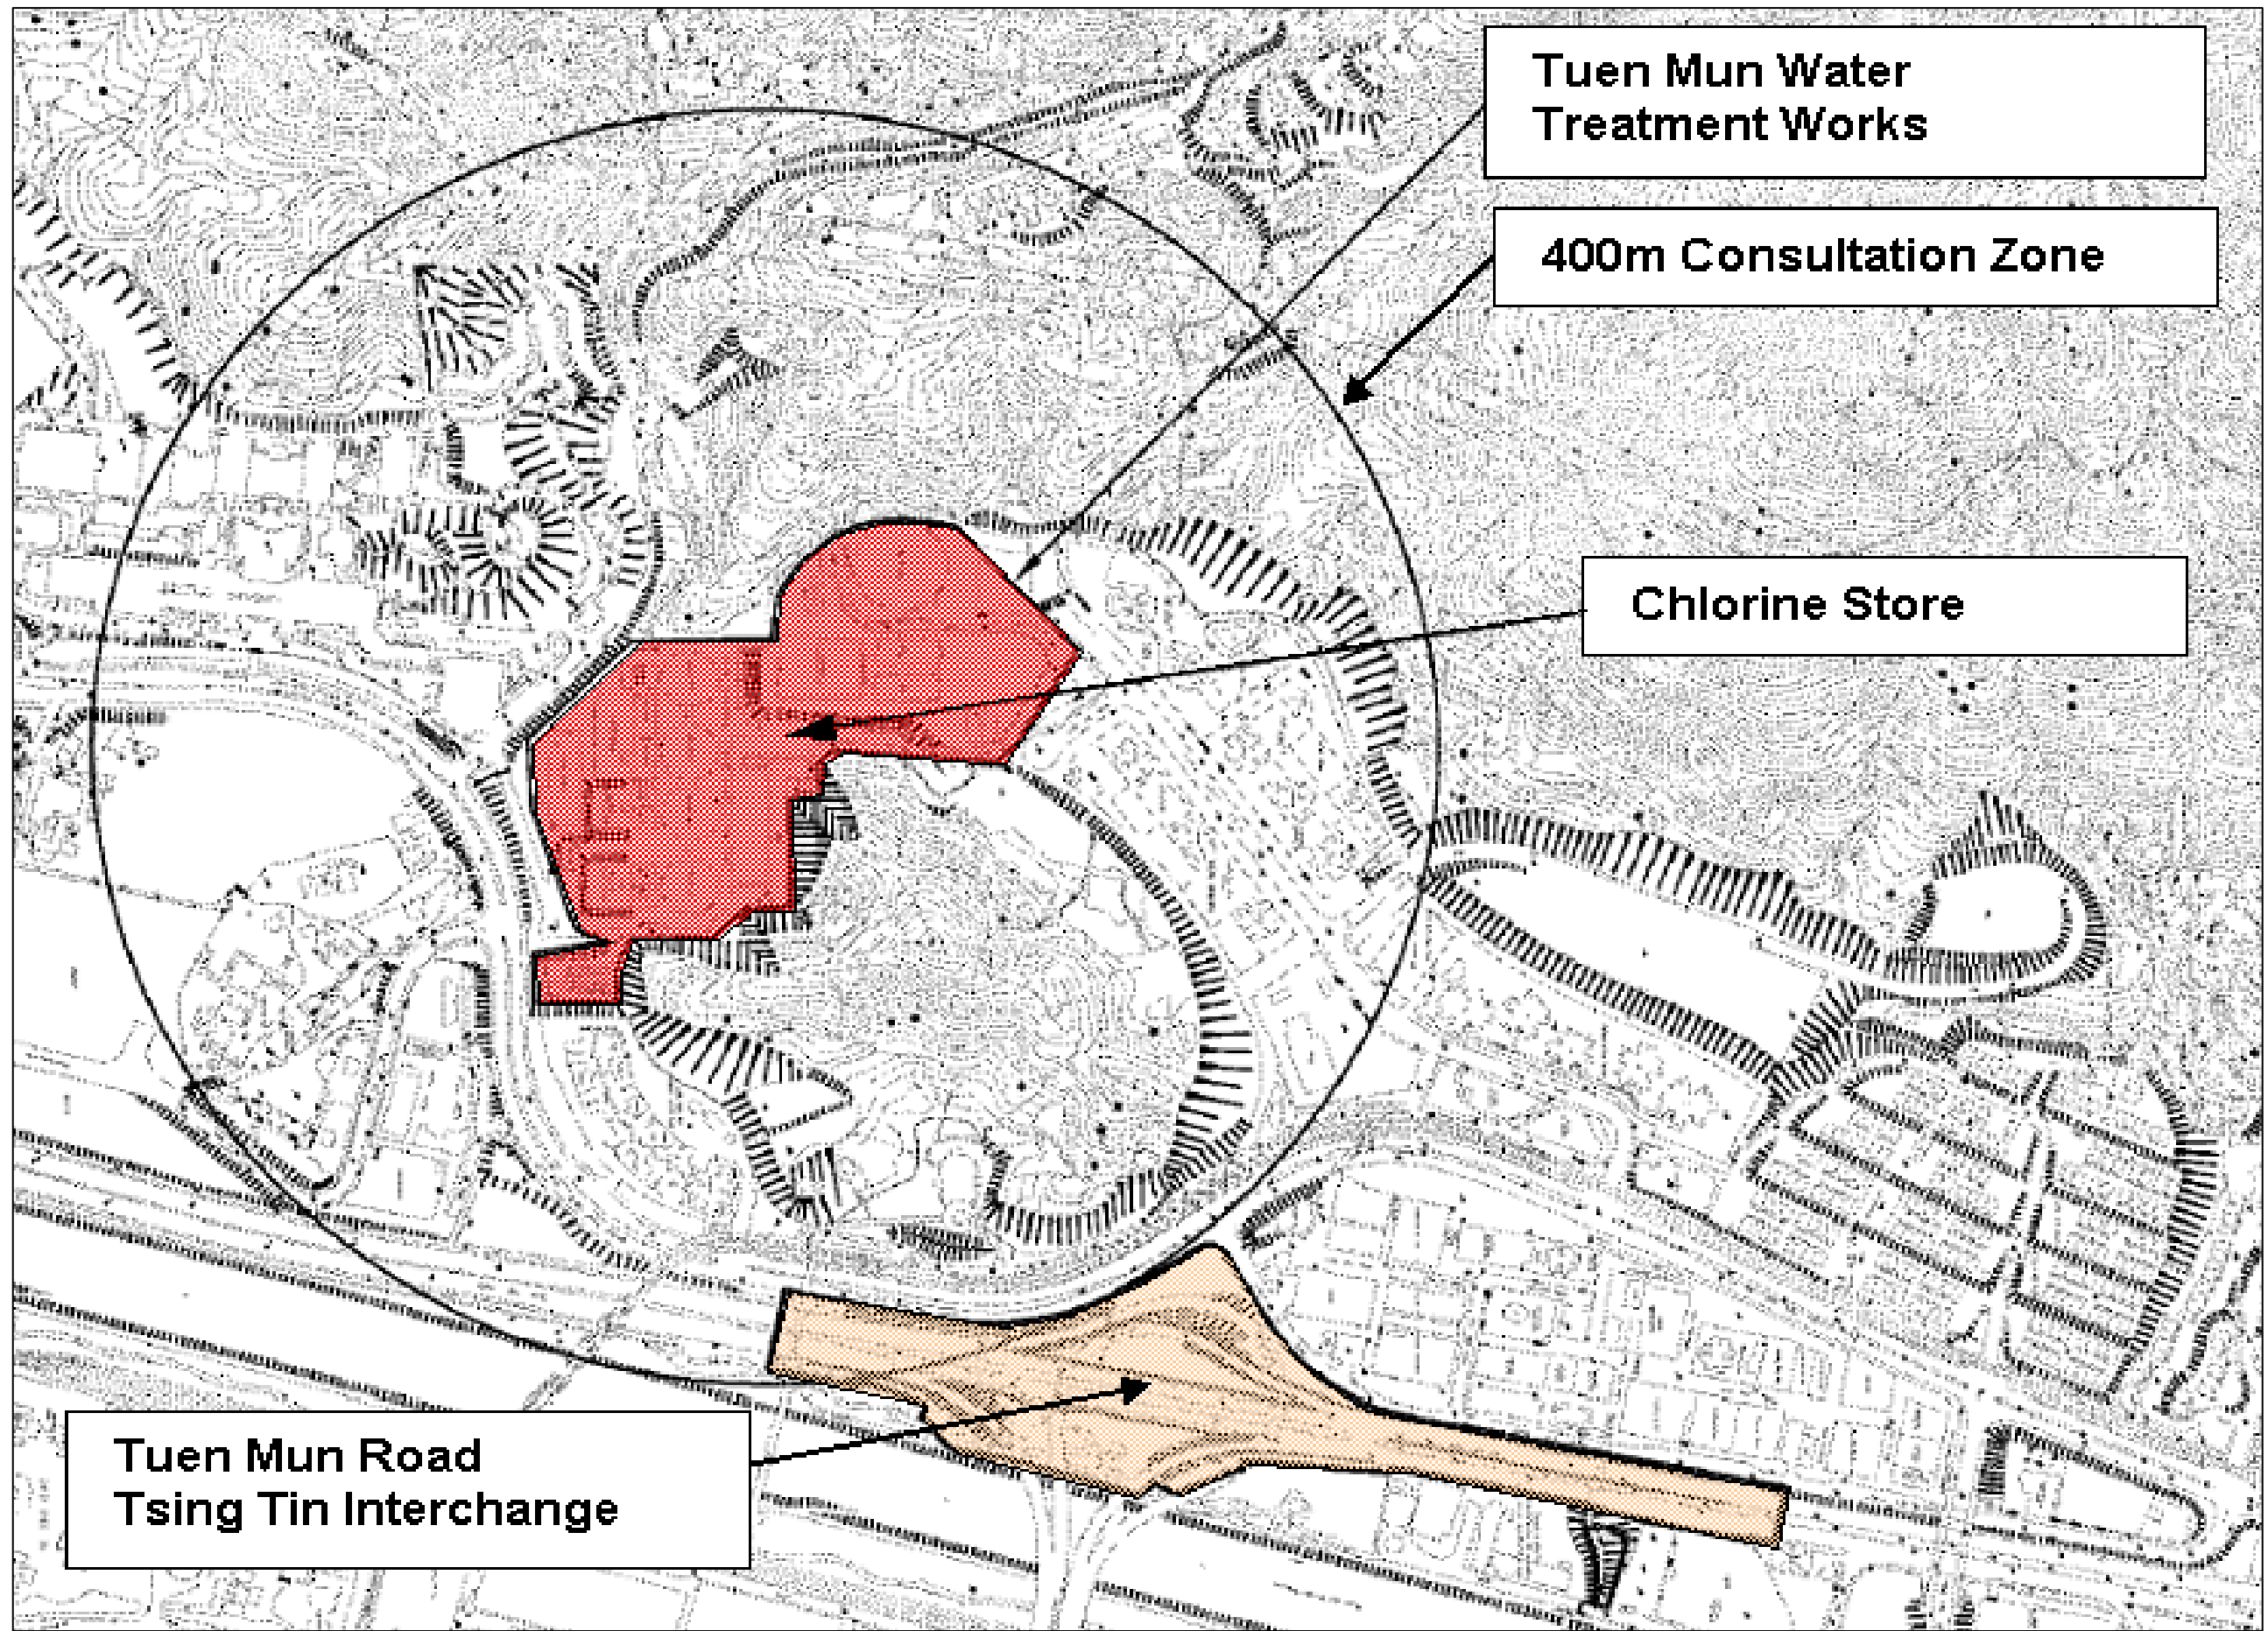 Tuen Mun Water
Treatment Works
400m Consultation Zone
Chlorine Store
Tuen Mun Road
Tsing Tin Interchange